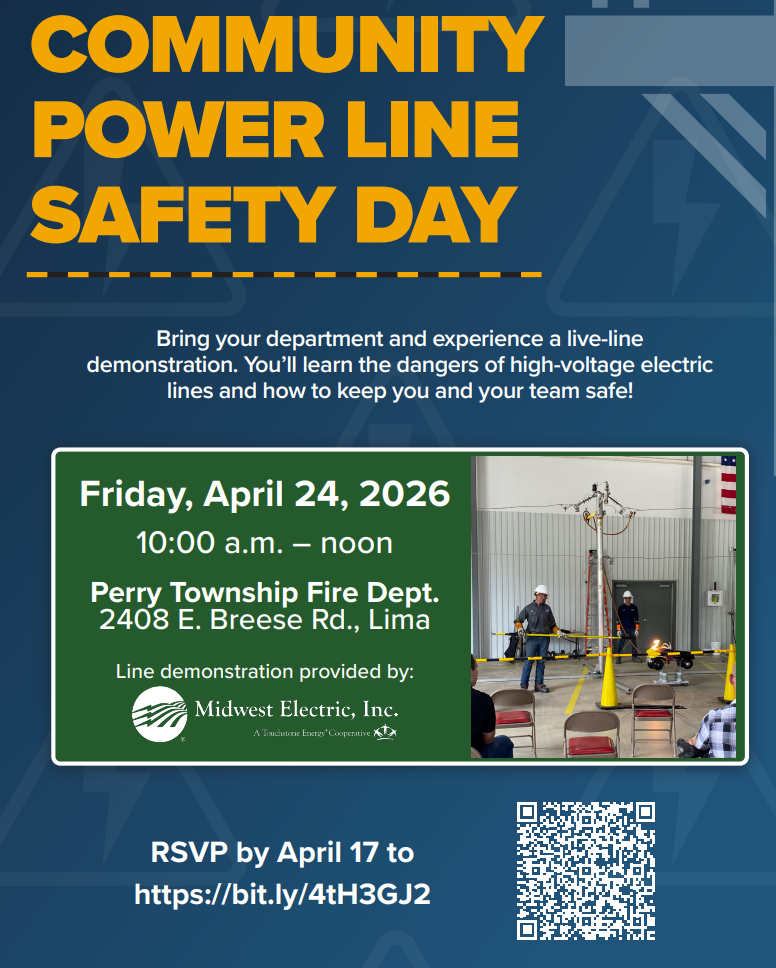 COMMUNITY
POWER LINE
SAFETY DAY
Bring your department and experience a live-line
demonstration. You’ll learn the dangers of high-voltage electric
lines and how to keep you and your team safe!
Friday, April 24, 2026
10:00 a.m. – noon
Perry Township Fire Dept.
2408 E. Breese Rd., Lima
Line demonstration provided by:
Midwest Electric, Inc.
A Touchstone Energy® Cooperative
RSVP by April 17 to
https://bit.ly/4tH3GJ2